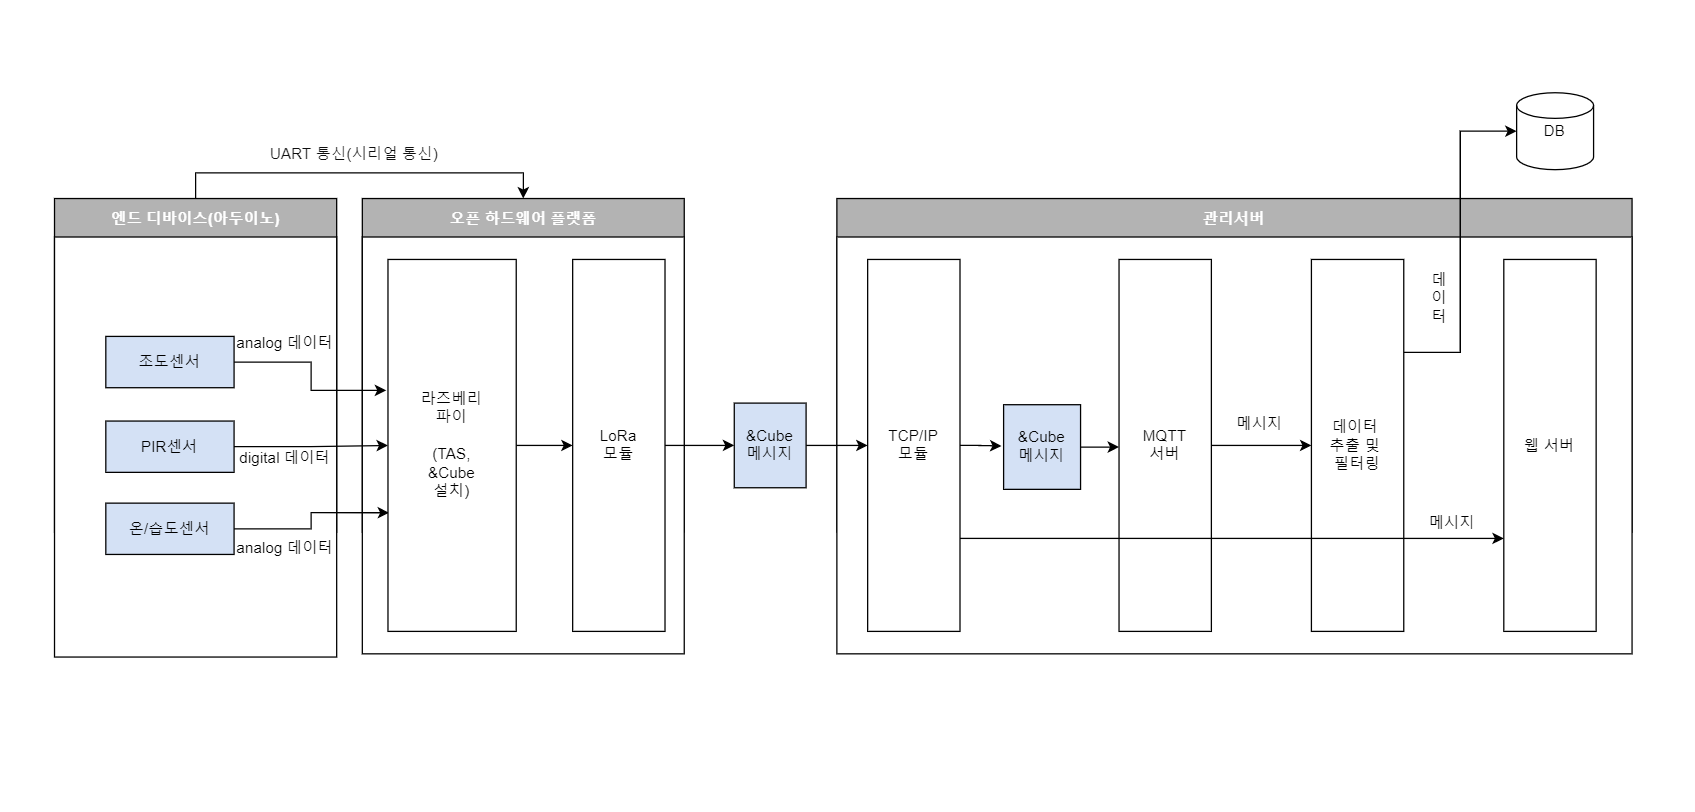 DB
UART 통신(시리얼 통신)
엔드 디바이스(아두이노)
오픈 하드웨어 플랫폼
관리서버
조도센서
analog 데이터
PIR센서
digital 데이터
온/습도센서
analog 데이터
라즈베리
파이
(TAS,
&Cube
설치)
LoRa
모듈
&Cube
메시지
TCP/IP
모듈
&Cube
메시지
MQTT
서버
메시지
데이터
추출 및
필터링
데
이
터
메시지
웹 서버